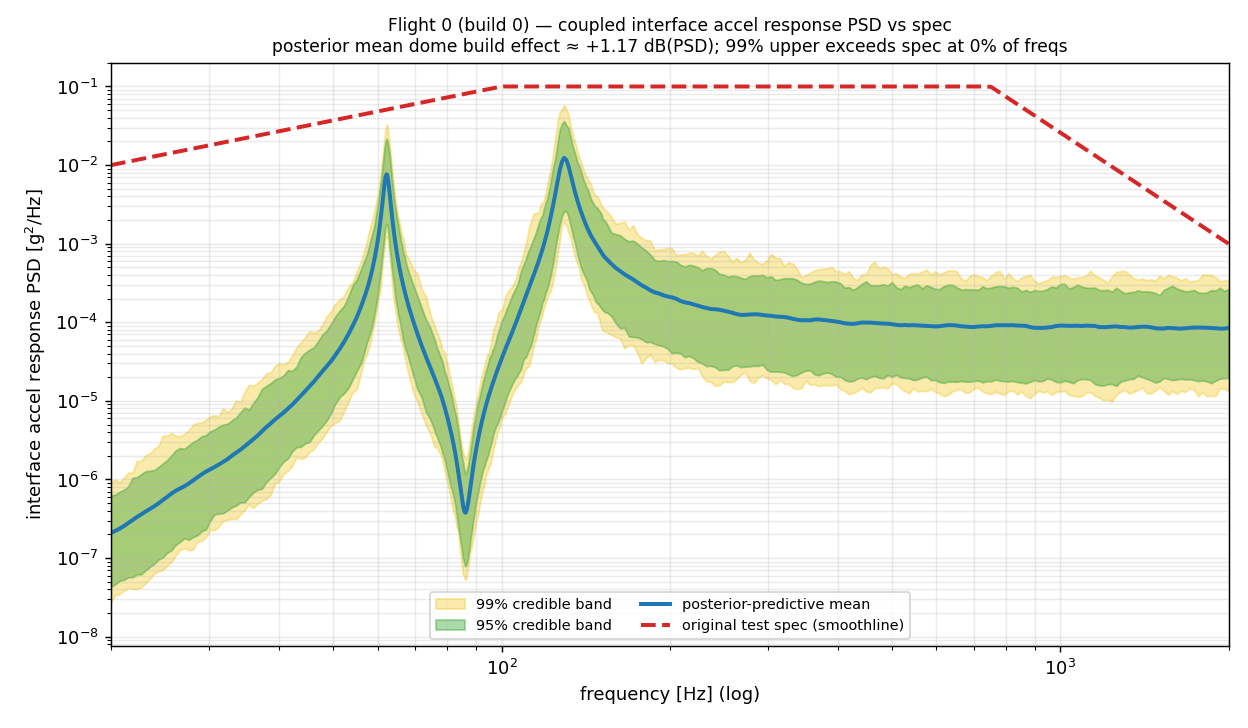 Flight 0 (build 0) — coupled interface accel response PSD vs spec
posterior mean dome build effect ≈ +1.17 dB(PSD); 99% upper exceeds spec at 0% of freqs
interface accel response PSD [g²/Hz]
10⁻¹
10⁻²
10⁻³
10⁻⁴
10⁻⁵
10⁻⁶
10⁻⁷
10⁻⁸
99% credible band
95% credible band
posterior-predictive mean
original test spec (smoothline)
10²
10³
frequency [Hz] (log)